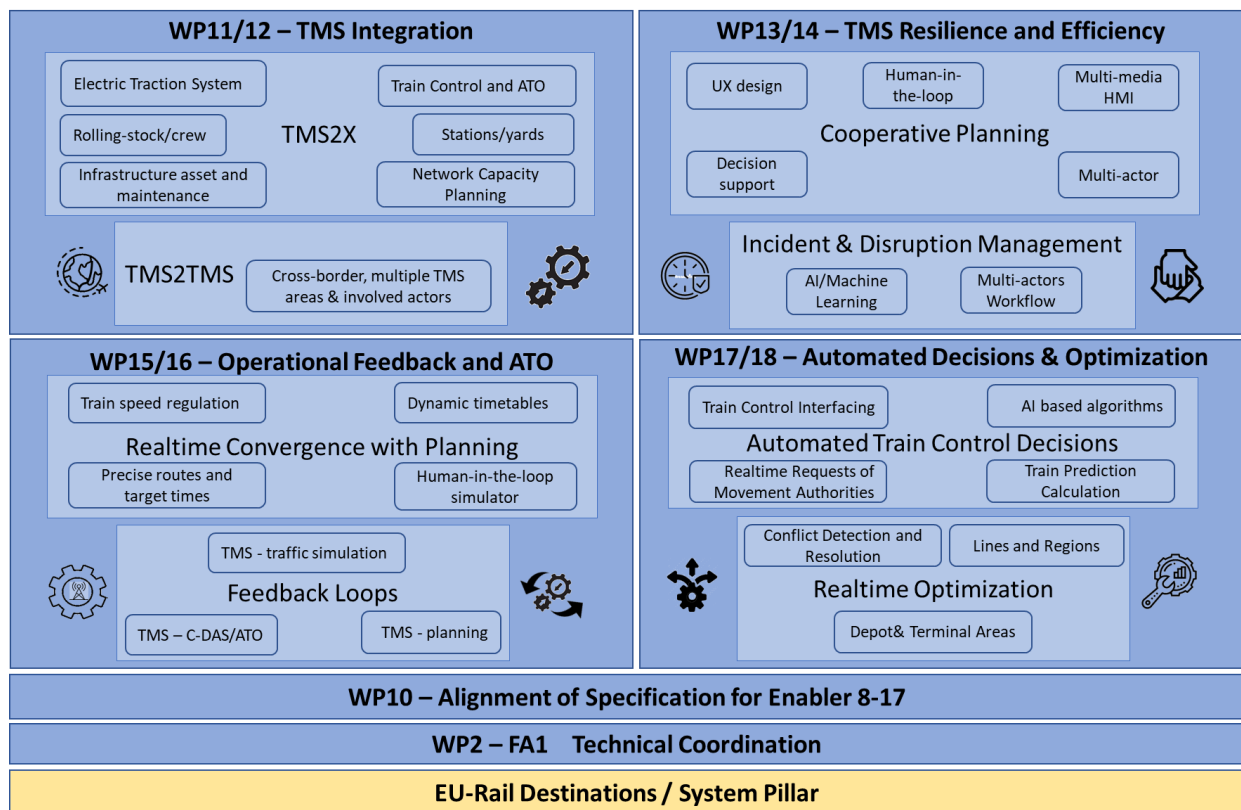 WP11/12 – TMS Integration
Electric Traction System
Train Control and ATO
Rolling-stock/crew
TMS2X
Stations/yards
Infrastructure asset and
maintenance
Network Capacity
Planning
TMS2TMS
Cross-border, multiple TMS
areas & involved actors
WP13/14 – TMS Resilience and Efficiency
UX design
Human-in-
the-loop
Multi-media
HMI
Cooperative Planning
Decision
support
Multi-actor
Incident & Disruption Management
AI/Machine
Learning
Multi-actors
Workflow
WP15/16 – Operational Feedback and ATO
Train speed regulation
Dynamic timetables
Realtime Convergence with Planning
Precise routes and
target times
Human-in-the-loop
simulator
TMS - traffic simulation
Feedback Loops
TMS – C-DAS/ATO
TMS - planning
WP17/18 – Automated Decisions & Optimization
Train Control Interfacing
AI based algorithms
Automated Train Control Decisions
Realtime Requests of
Movement Authorities
Train Prediction
Calculation
Conflict Detection and
Resolution
Lines and Regions
Realtime Optimization
Depot& Terminal Areas
WP10 – Alignment of Specification for Enabler 8-17
WP2 – FA1 Technical Coordination
EU-Rail Destinations / System Pillar